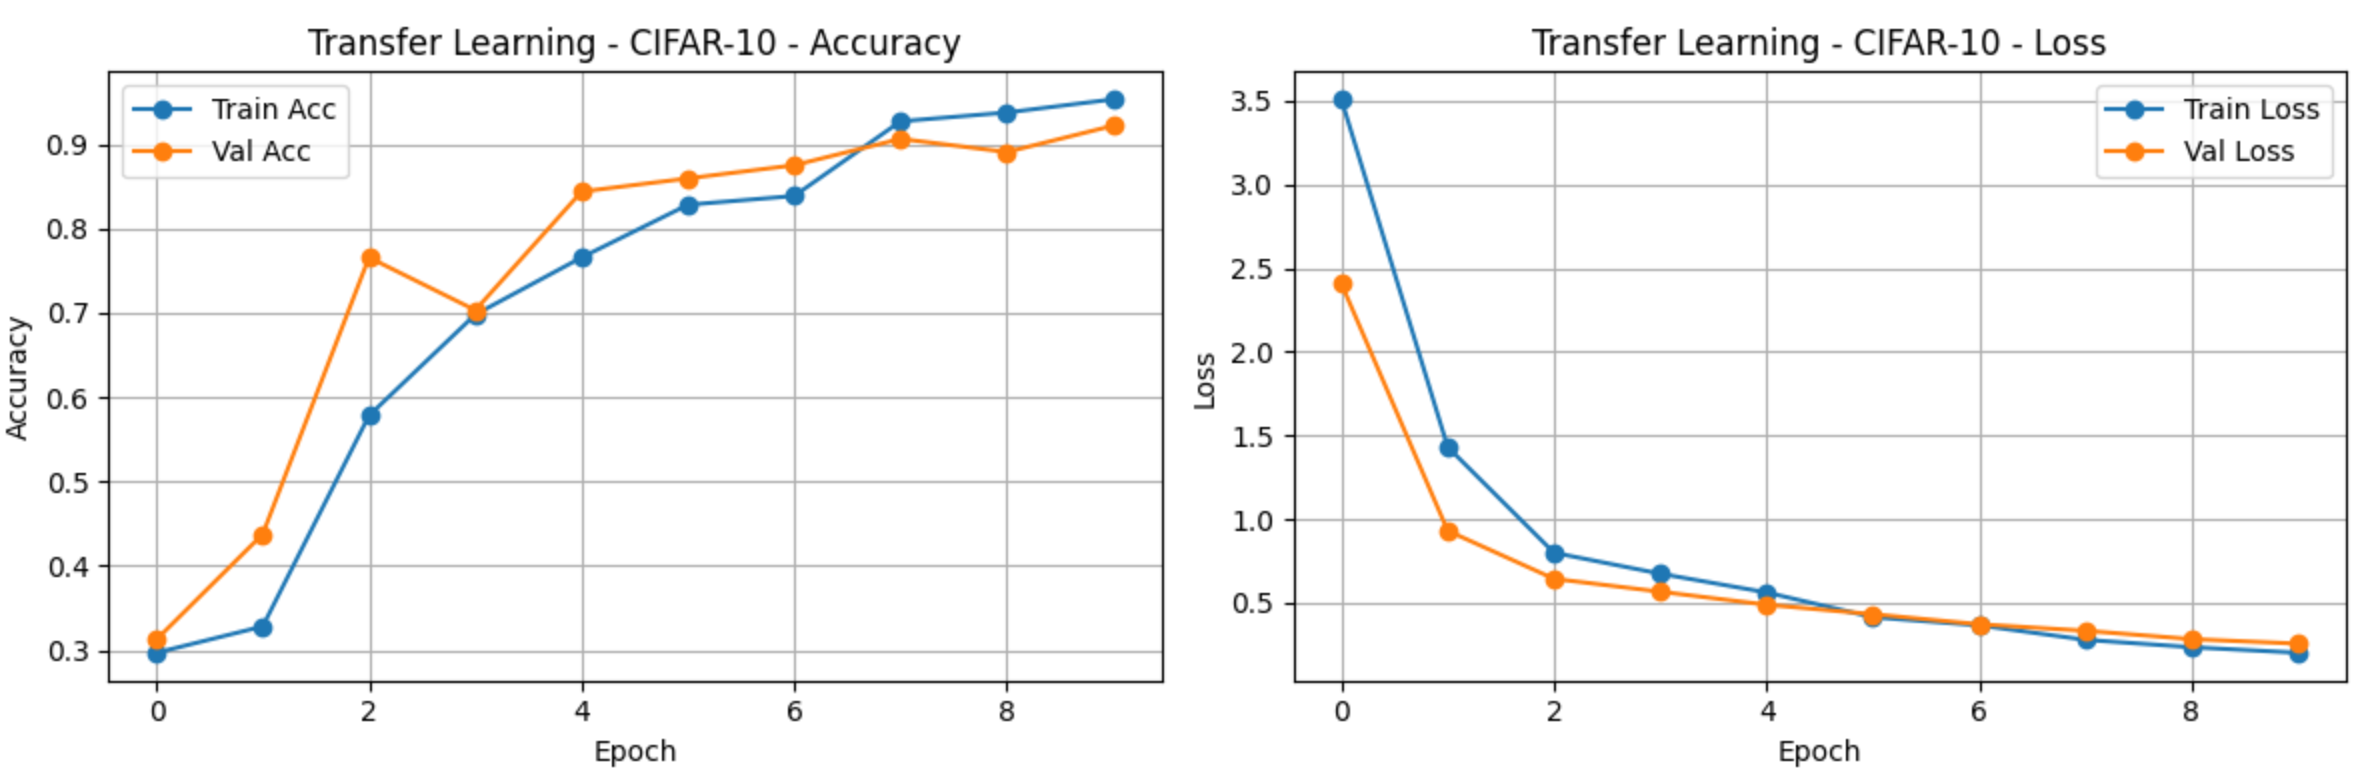 Transfer Learning - CIFAR-10 - Accuracy
Train Acc
Val Acc
0.9
0.8
0.7
0.6
0.5
0.4
0.3
Accuracy
0 2 4 6 8
Epoch
Transfer Learning - CIFAR-10 - Loss
Train Loss
Val Loss
3.5
3.0
2.5
2.0
1.5
1.0
0.5
Loss
0 2 4 6 8
Epoch